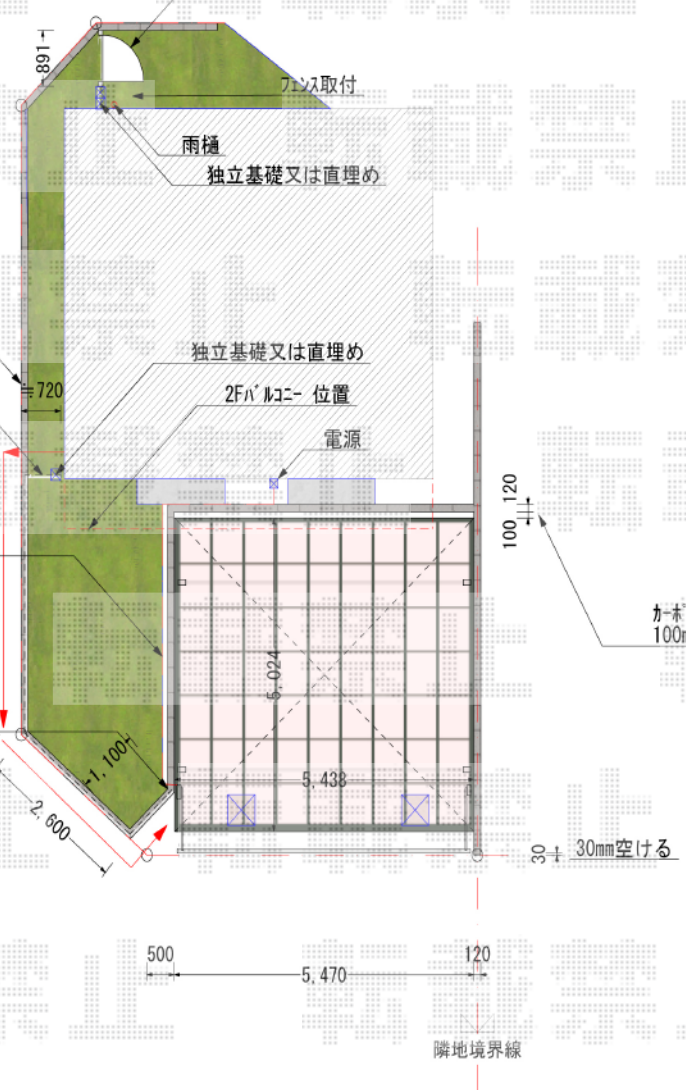 891
フェンス取付
雨樋
独立基礎又は直埋め
独立基礎又は直埋め
720
2Fバルコニー 位置
電源
120
100
カーポ
100m
5,024
1,100
5,438
2,600
30
30mm空ける
500
5,470
120
隣地境界線